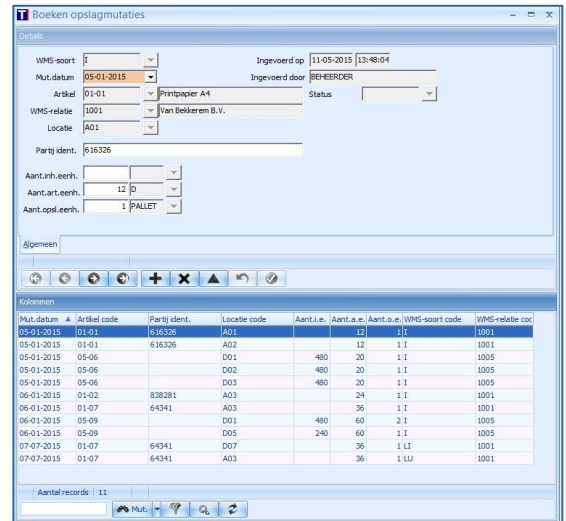 T Boeken opslagmutaties
Details
WMS-soort I Ingevoerd op 11-05-2015 13:48:04
Mut.datum 05-01-2015 Ingevoerd door BEHEERDER
Artikel 01-01 Printpapier A4 Status
WMS-relatie 1001 Van Bekkerem B.V.
Locatie A01
Partij ident. 616326
Aant.inh.eenh.
Aant.art.eenh. 12 D
Aant.opsl.eenh. 1 PALLET
Algemeen
Kolommen
Mut.datum Artikel code Partij ident. Locatie code Aant.i.e. Aant.a.e. Aant.o.e. WMS-soort code WMS-relatie coc
05-01-2015 01-01 616326 A01 12 1 I 1001
05-01-2015 01-01 616326 A02 12 1 I 1001
05-01-2015 05-06 D01 480 20 1 I 1005
05-01-2015 05-06 D02 480 20 1 I 1005
05-01-2015 05-06 D03 480 20 1 I 1005
06-01-2015 01-02 838281 A03 24 1 I 1001
06-01-2015 01-07 64341 A03 36 1 I 1001
06-01-2015 05-09 D01 480 60 2 I 1005
06-01-2015 05-09 D05 240 60 1 I 1005
07-07-2015 01-07 64341 D07 36 1 LI 1001
07-07-2015 01-07 64341 A03 36 1 LU 1001
Aantal records 11
Mut.